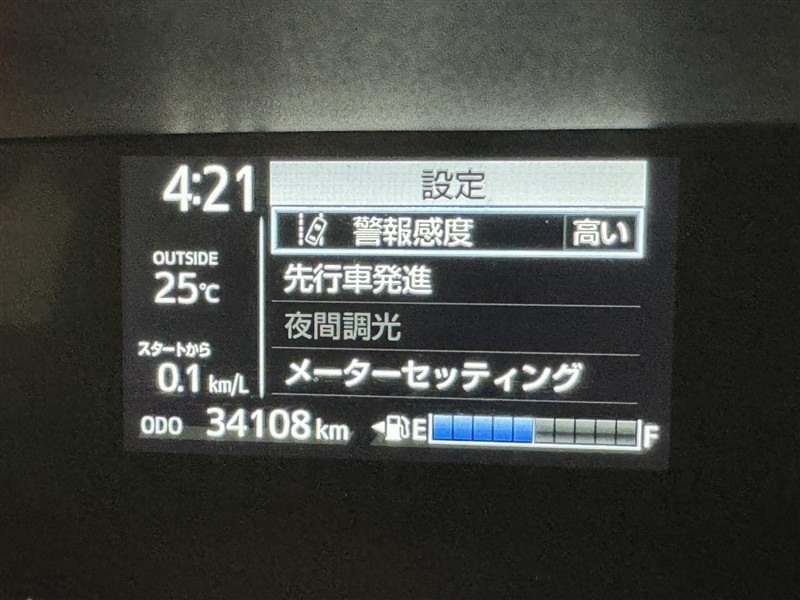 4:21
設定
警報感度 高い
OUTSIDE
25℃
先行車発進
夜間調光
スタートから
0.1 km/L
メーターセッティング
ODO 34108 km
E F